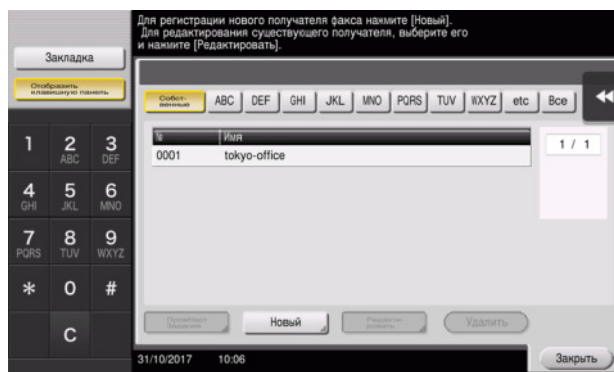 Для регистрации нового получателя факса нажмите [Новый].
Для редактирования существующего получателя, выберите его
и нажмите [Редактировать].
Закладка
Отобразить
клавишную панель
Собст-
венные
ABC
DEF
GHI
JKL
MNO
PQRS
TUV
WXYZ
etc
Все
№ Имя
0001 tokyo-office
1 / 1
1
2
ABC
3
DEF
4
GHI
5
JKL
6
MNO
7
PQRS
8
TUV
9
WXYZ
*
0
#
C
Новый
Удалить
31/10/2017 10:06
Закрыть